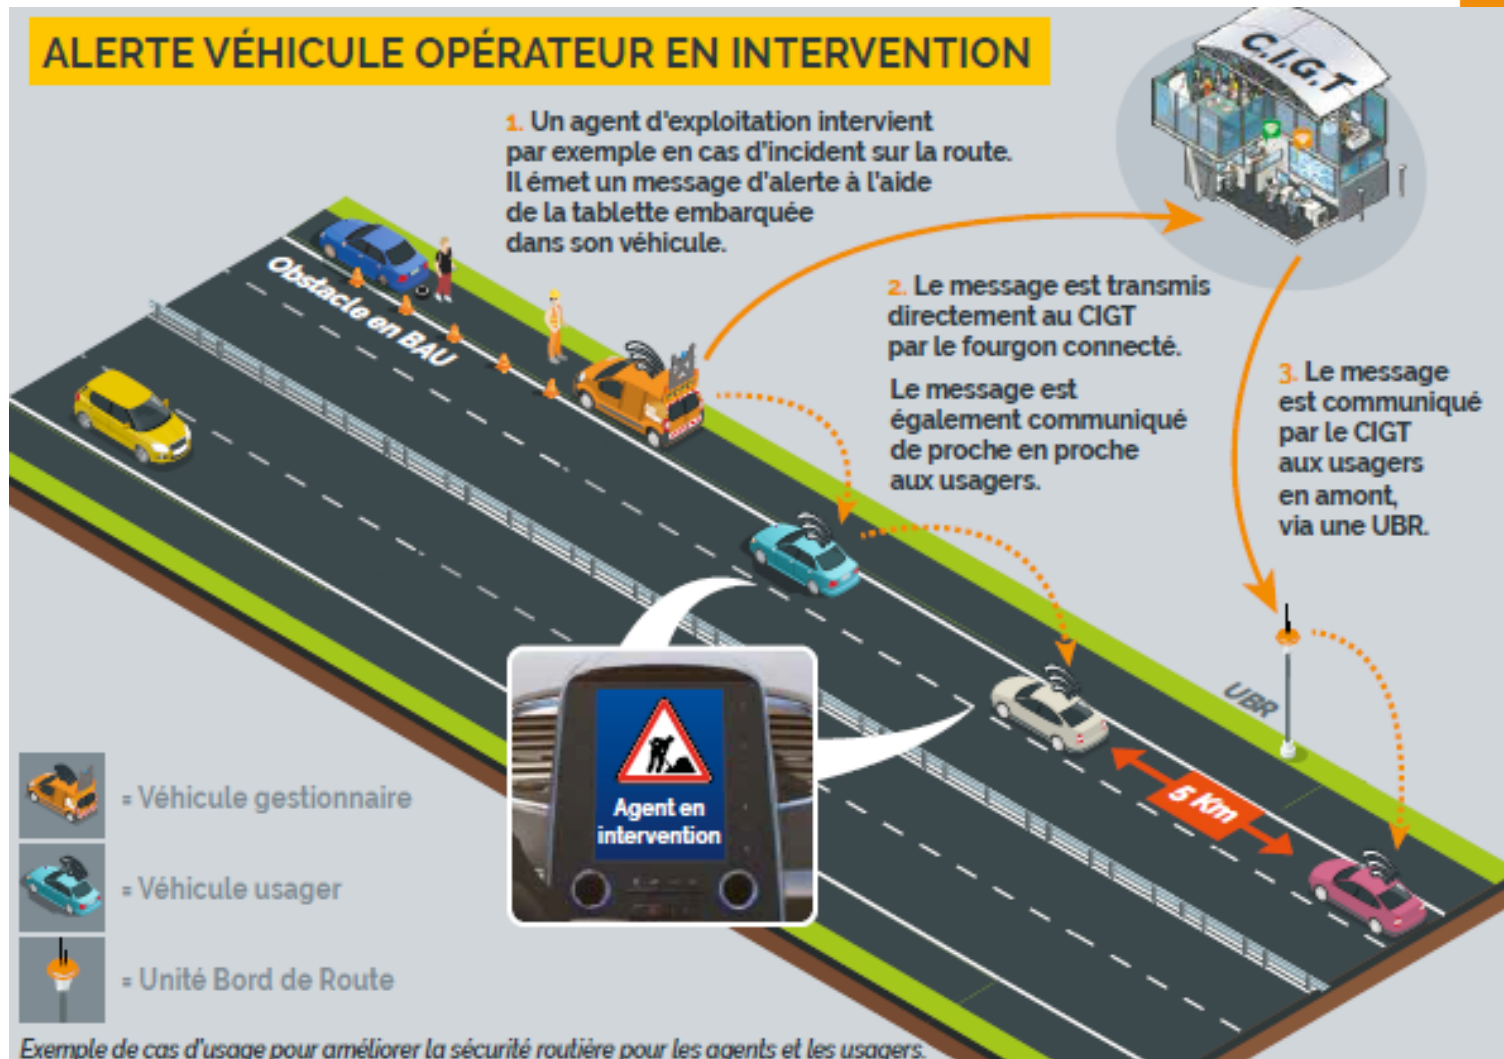 ALERTE VÉHICULE OPÉRATEUR EN INTERVENTION
C.I.G.T
1. Un agent d'exploitation intervient
par exemple en cas d'incident sur la route.
Il émet un message d'alerte à l'aide
de la tablette embarquée
dans son véhicule.
2. Le message est transmis
directement au CIGT
par le fourgon connecté.
Le message est
également communiqué
de proche en proche
aux usagers.
3. Le message
est communiqué
par le CIGT
aux usagers
en amont,
via une UBR.
Obstacle en BAU
UBR
5 Km
Agent en
intervention
= Véhicule gestionnaire
= Véhicule usager
= Unité Bord de Route
Exemple de cas d'usage pour améliorer la sécurité routière pour les agents et les usagers.